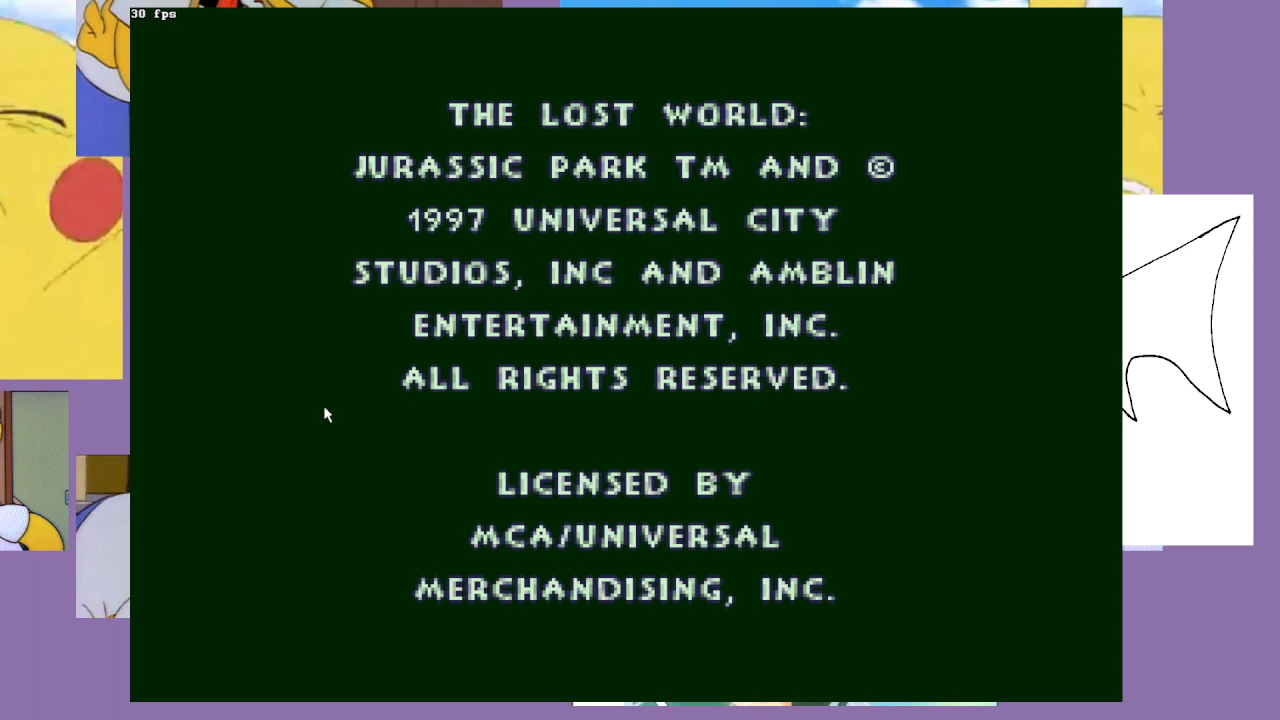 30 fps
THE LOST WORLD:
JURASSIC PARK TM AND ©
1997 UNIVERSAL CITY
STUDIOS, INC AND AMBLIN
ENTERTAINMENT, INC.
ALL RIGHTS RESERVED.
LICENSED BY
MCA/UNIVERSAL
MERCHANDISING, INC.